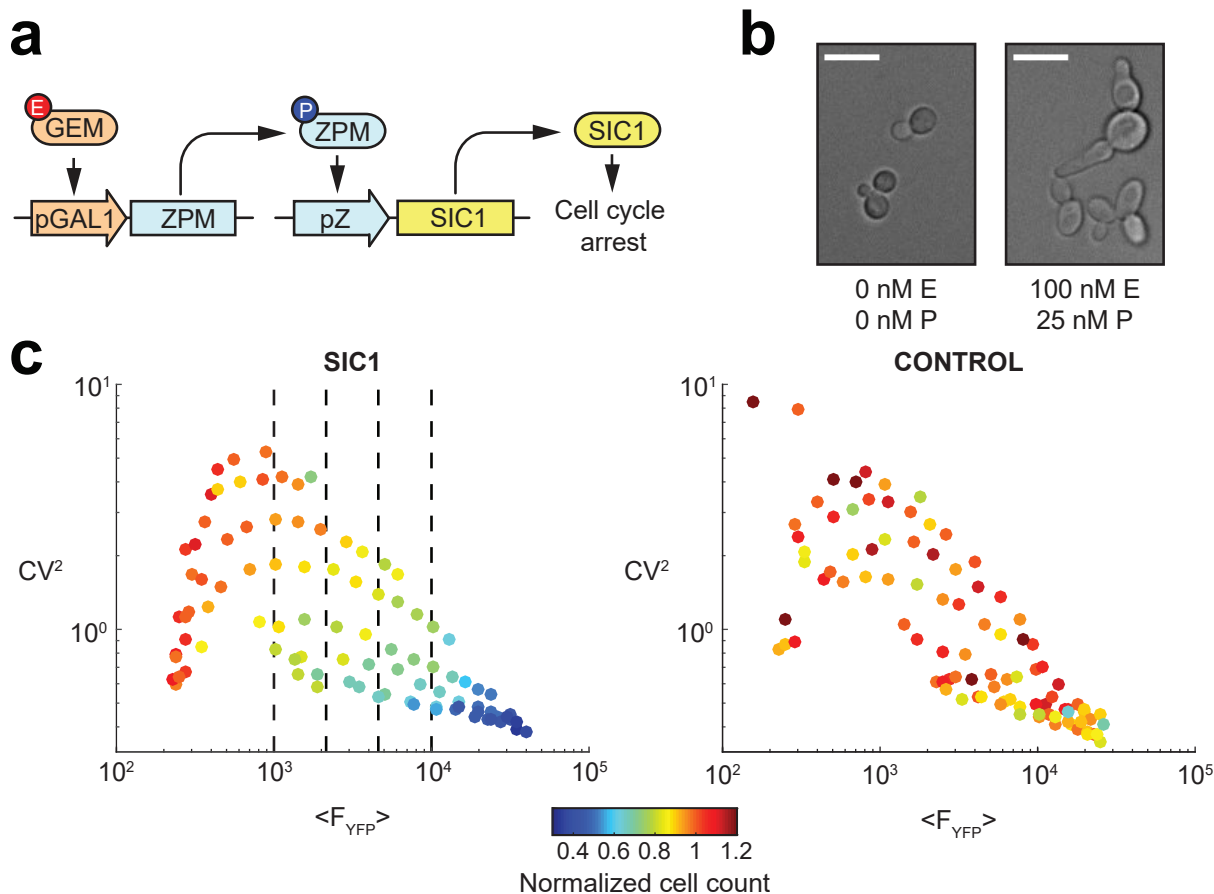 a
E
GEM
P
ZPM
SIC1
pGAL1
ZPM
pZ
SIC1
Cell cycle
arrest
b
0 nM E
0 nM P
100 nM E
25 nM P
c
SIC1
CV²
10¹
10⁰
10² 10³ 10⁴ 10⁵
<F_YFP>
CONTROL
CV²
10¹
10⁰
10² 10³ 10⁴ 10⁵
<F_YFP>
0.4 0.6 0.8 1 1.2
Normalized cell count